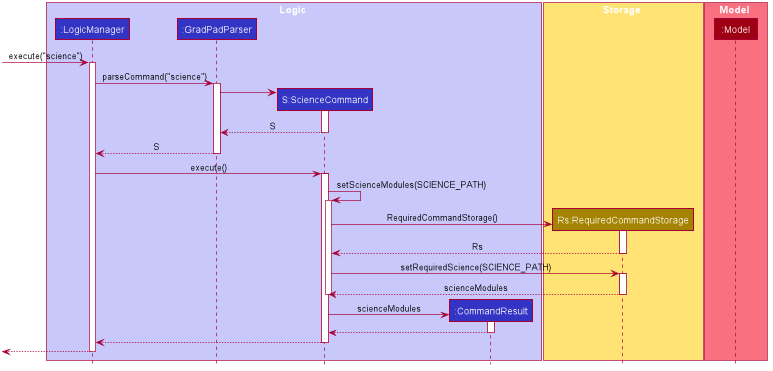 Logic
Storage
Model
:LogicManager
:GradPadParser
:Model
execute("science")
parseCommand("science")
S:ScienceCommand
S
S
execute()
setScienceModules(SCIENCE_PATH)
RequiredCommandStorage()
Rs:RequiredCommandStorage
Rs
setRequiredScience(SCIENCE_PATH)
scienceModules
scienceModules
:CommandResult